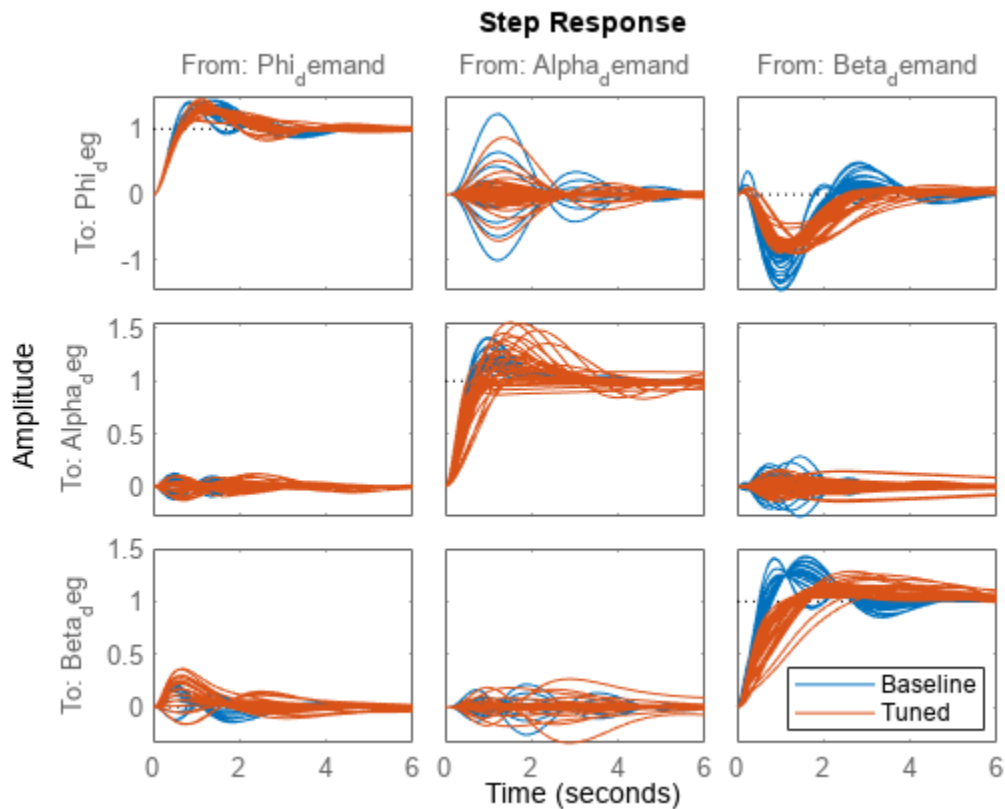 Step Response
From: Phi_demand
From: Alpha_demand
From: Beta_demand
To: Phi_deg
1
0
-1
To: Alpha_deg
1.5
1
0.5
0
To: Beta_deg
1.5
1
0.5
0
Amplitude
Baseline
Tuned
0 2 4 6
0 2 4 6
0 2 4 6
Time (seconds)